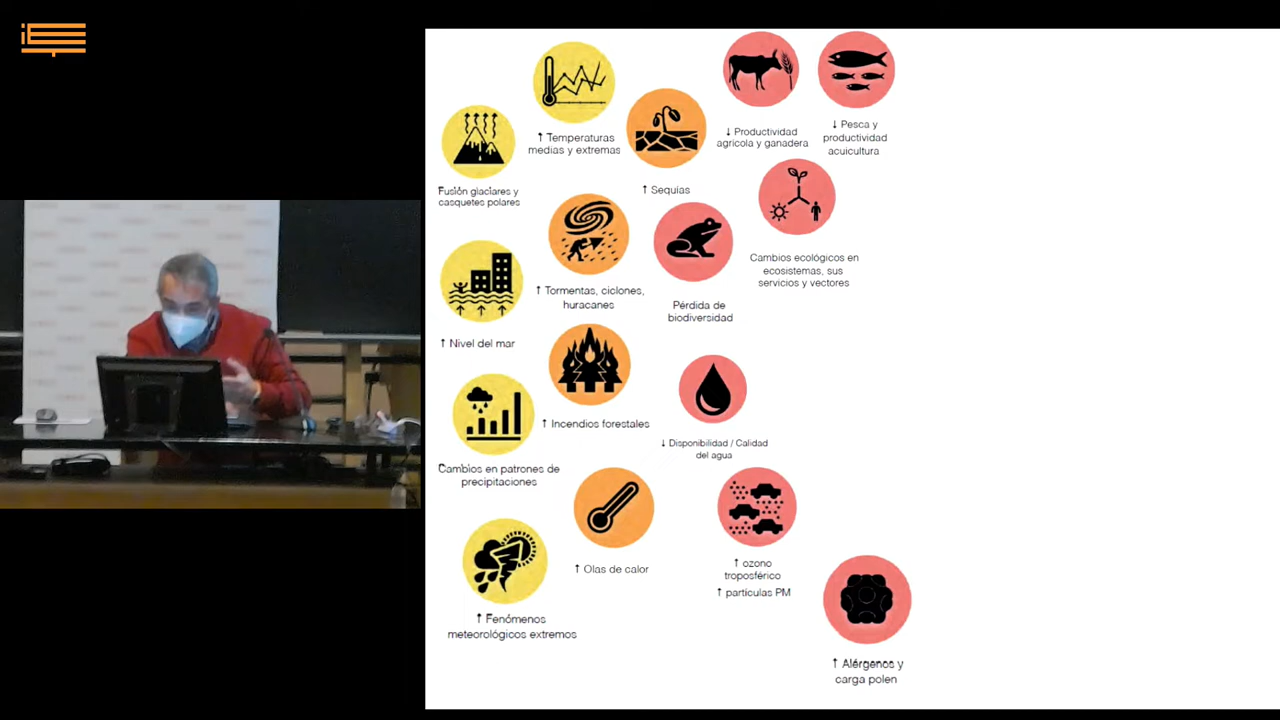 ↑ Temperaturas
medias y extremas
↓ Productividad
agrícola y ganadera
↓ Pesca y
productividad
acuicultura
Fusión glaciares y
casquetes polares
↑ Sequías
Cambios ecológicos en
ecosistemas, sus
servicios y vectores
↑ Tormentas, ciclones,
huracanes
Pérdida de
biodiversidad
↑ Nivel del mar
↑ Incendios forestales
↓ Disponibilidad / Calidad
del agua
Cambios en patrones de
precipitaciones
↑ Olas de calor
↑ ozono
troposférico
↑ partículas PM
↑ Fenómenos
meteorológicos extremos
↑ Alérgenos y
carga polen